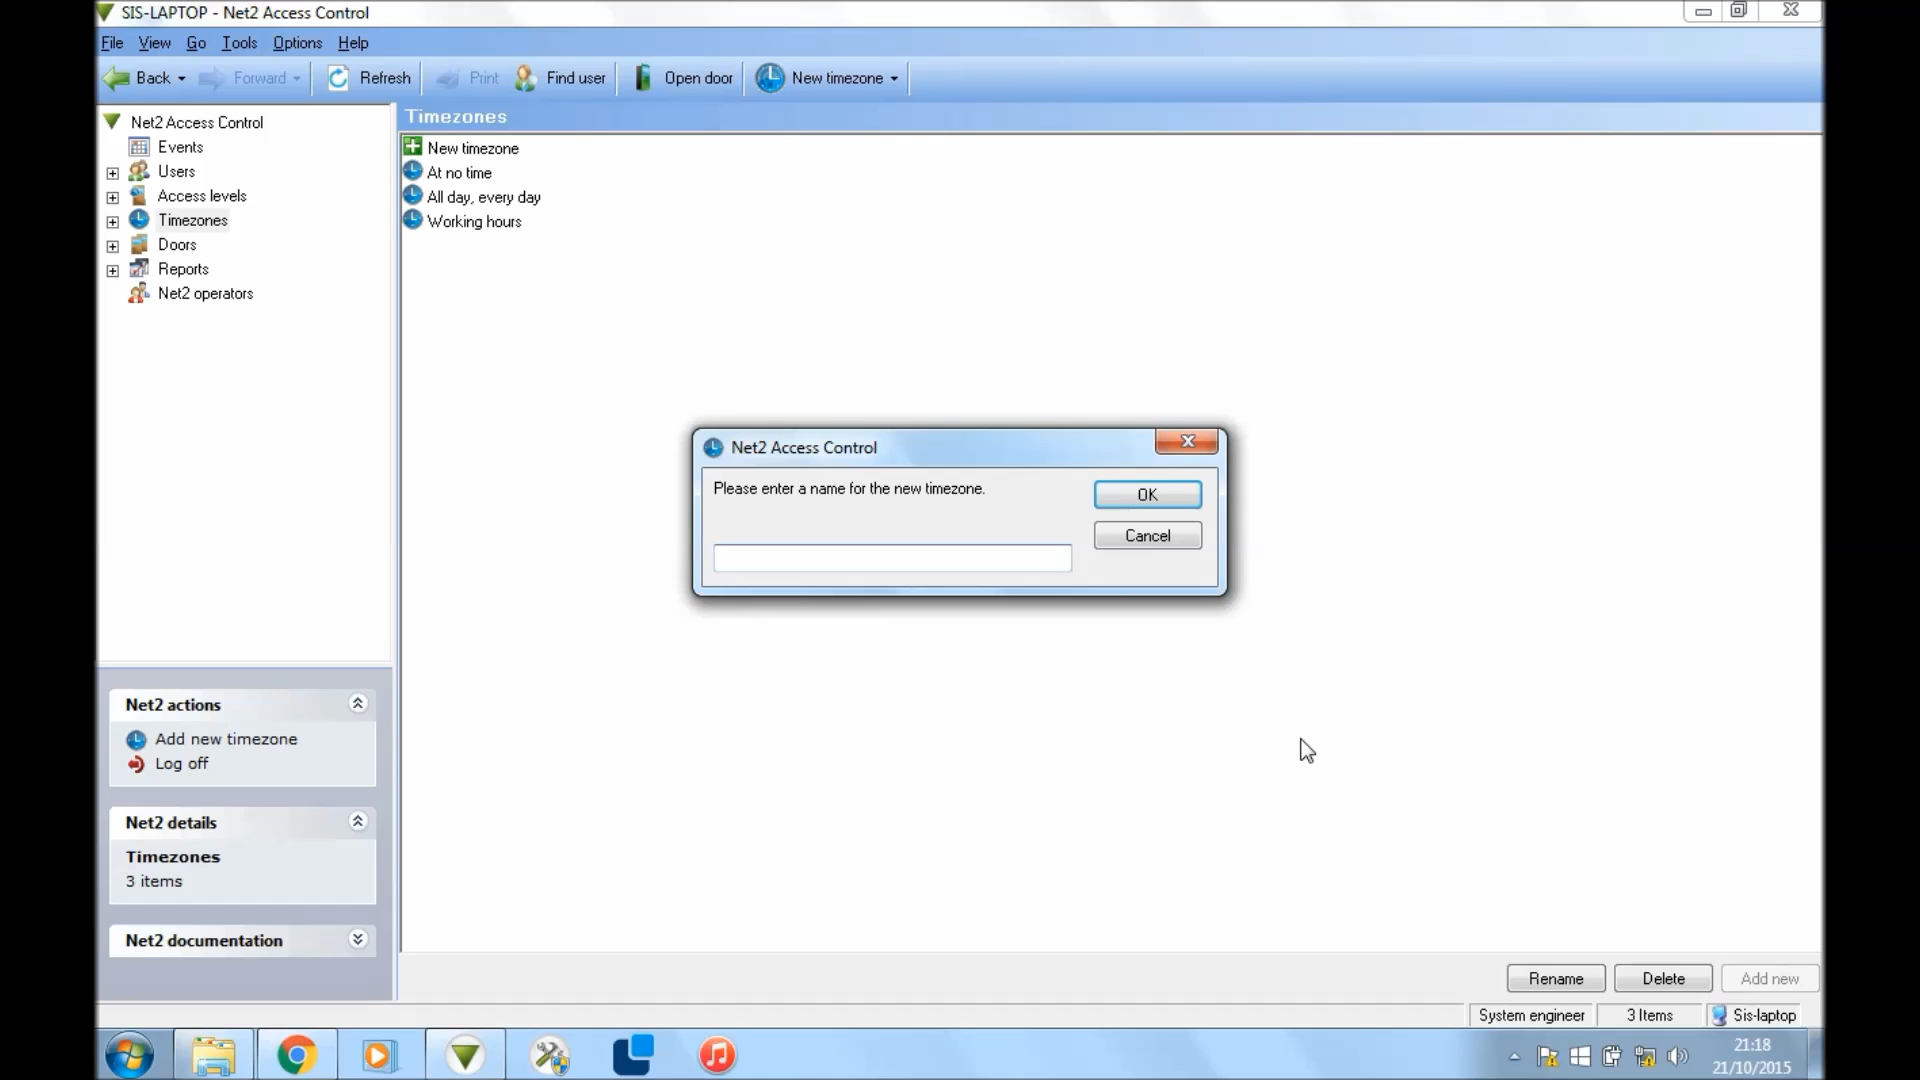 SIS-LAPTOP - Net2 Access Control
File View Go Tools Options Help
Back Forward Refresh Print Find user Open door New timezone
Net2 Access Control
Events
Users
Access levels
Timezones
Doors
Reports
Net2 operators
Timezones
New timezone
At no time
All day, every day
Working hours
Net2 Access Control
Please enter a name for the new timezone.
OK
Cancel
Net2 actions
Add new timezone
Log off
Net2 details
Timezones
3 items
Net2 documentation
Rename Delete Add new
System engineer 3 Items Sis-laptop
21:18
21/10/2015